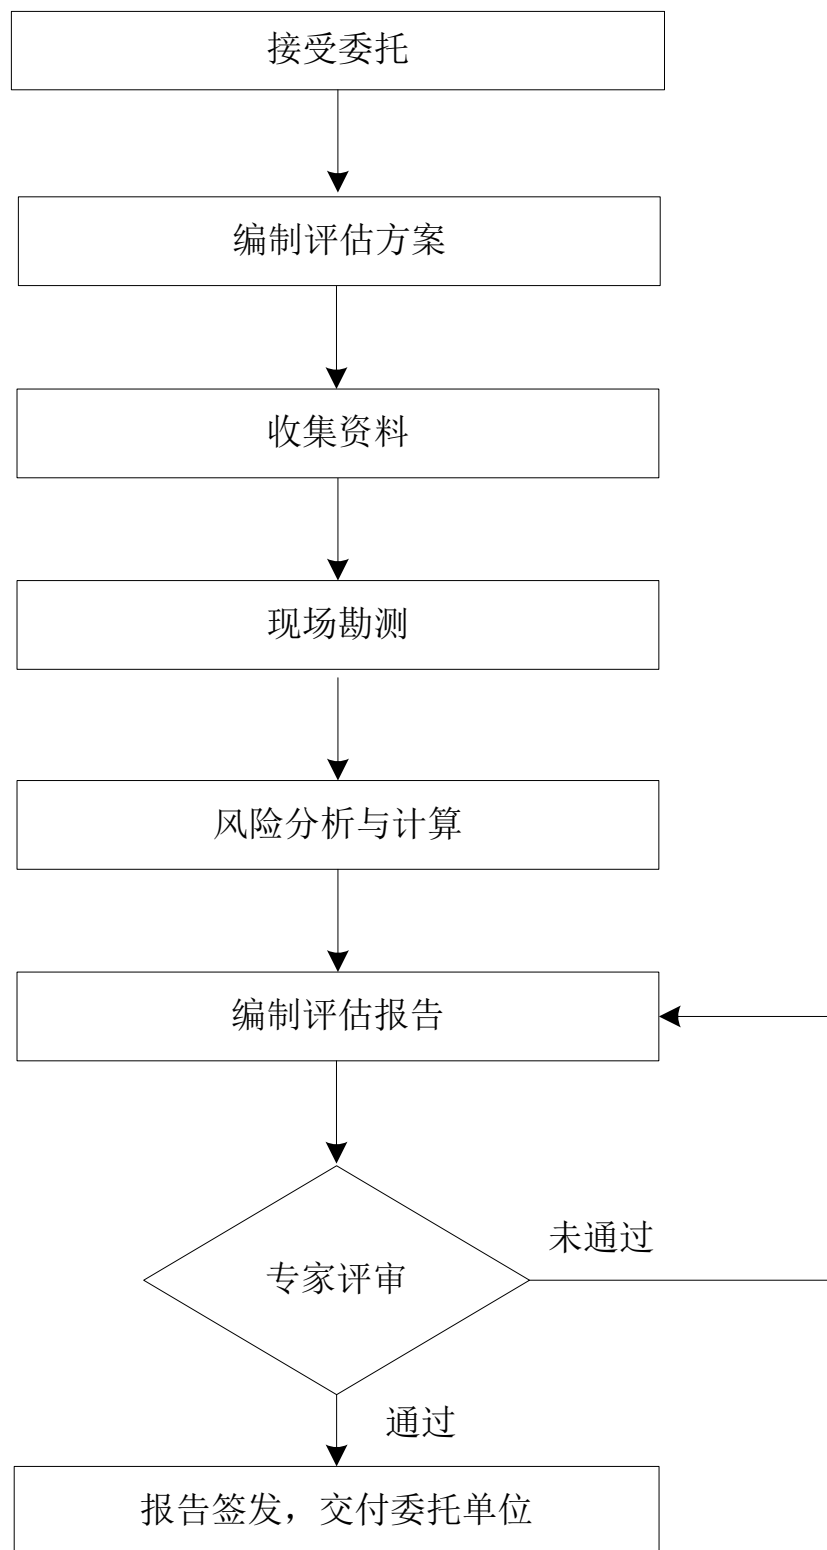 接受委托
编制评估方案
收集资料
现场勘测
风险分析与计算
编制评估报告
未通过
专家评审
通过
报告签发，交付委托单位